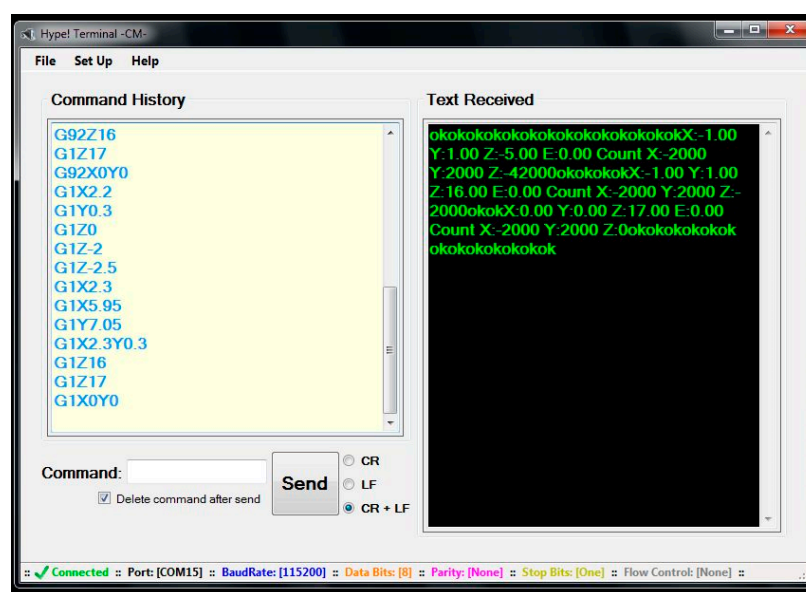 Hype! Terminal -CM-
File Set Up Help
Command History
G92Z16
G1Z17
G92X0Y0
G1X2.2
G1Y0.3
G1Z0
G1Z-2
G1Z-2.5
G1X2.3
G1X5.95
G1Y7.05
G1X2.3Y0.3
G1Z16
G1Z17
G1X0Y0
Text Received
okokokokokokokokokokokokokokX:-1.00
Y:1.00 Z:-5.00 E:0.00 Count X:-2000
Y:2000 Z:-42000okokokokX:-1.00 Y:1.00
Z:16.00 E:0.00 Count X:-2000 Y:2000 Z:-
2000okokX:0.00 Y:0.00 Z:17.00 E:0.00
Count X:-2000 Y:2000 Z:0okokokokokok
okokokokokokok
Command:
Delete command after send
Send
CR
LF
CR + LF
:: Connected :: Port: [COM15] :: BaudRate: [115200] :: Data Bits: [8] :: Parity: [None] :: Stop Bits: [One] :: Flow Control: [None] ::